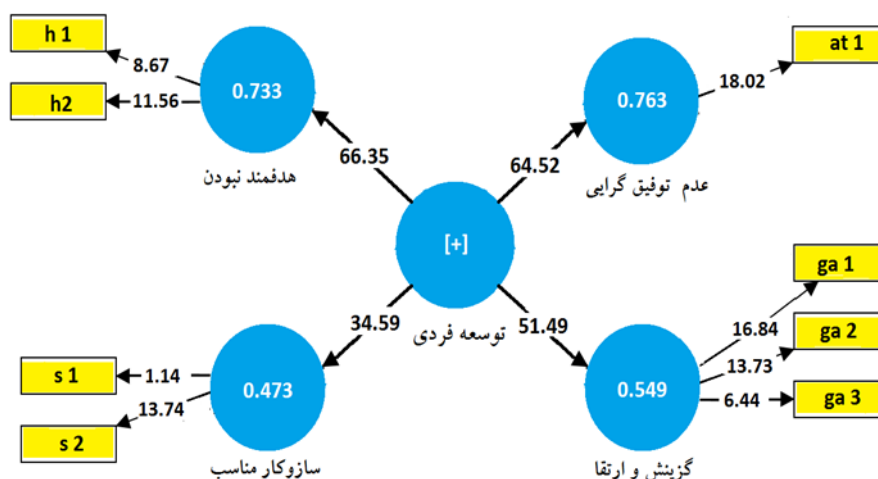 h 1
at 1
8.67
18.02
h2
11.56
0.733
0.763
66.35
64.52
هدفمند نبودن
عدم توفیق گرایی
[+]
ga 1
34.59
توسعه فردی
51.49
16.84
ga 2
s 1
1.14
13.73
0.473
0.549
6.44
ga 3
13.74
s 2
سازوکار مناسب
گزینش و ارتقا